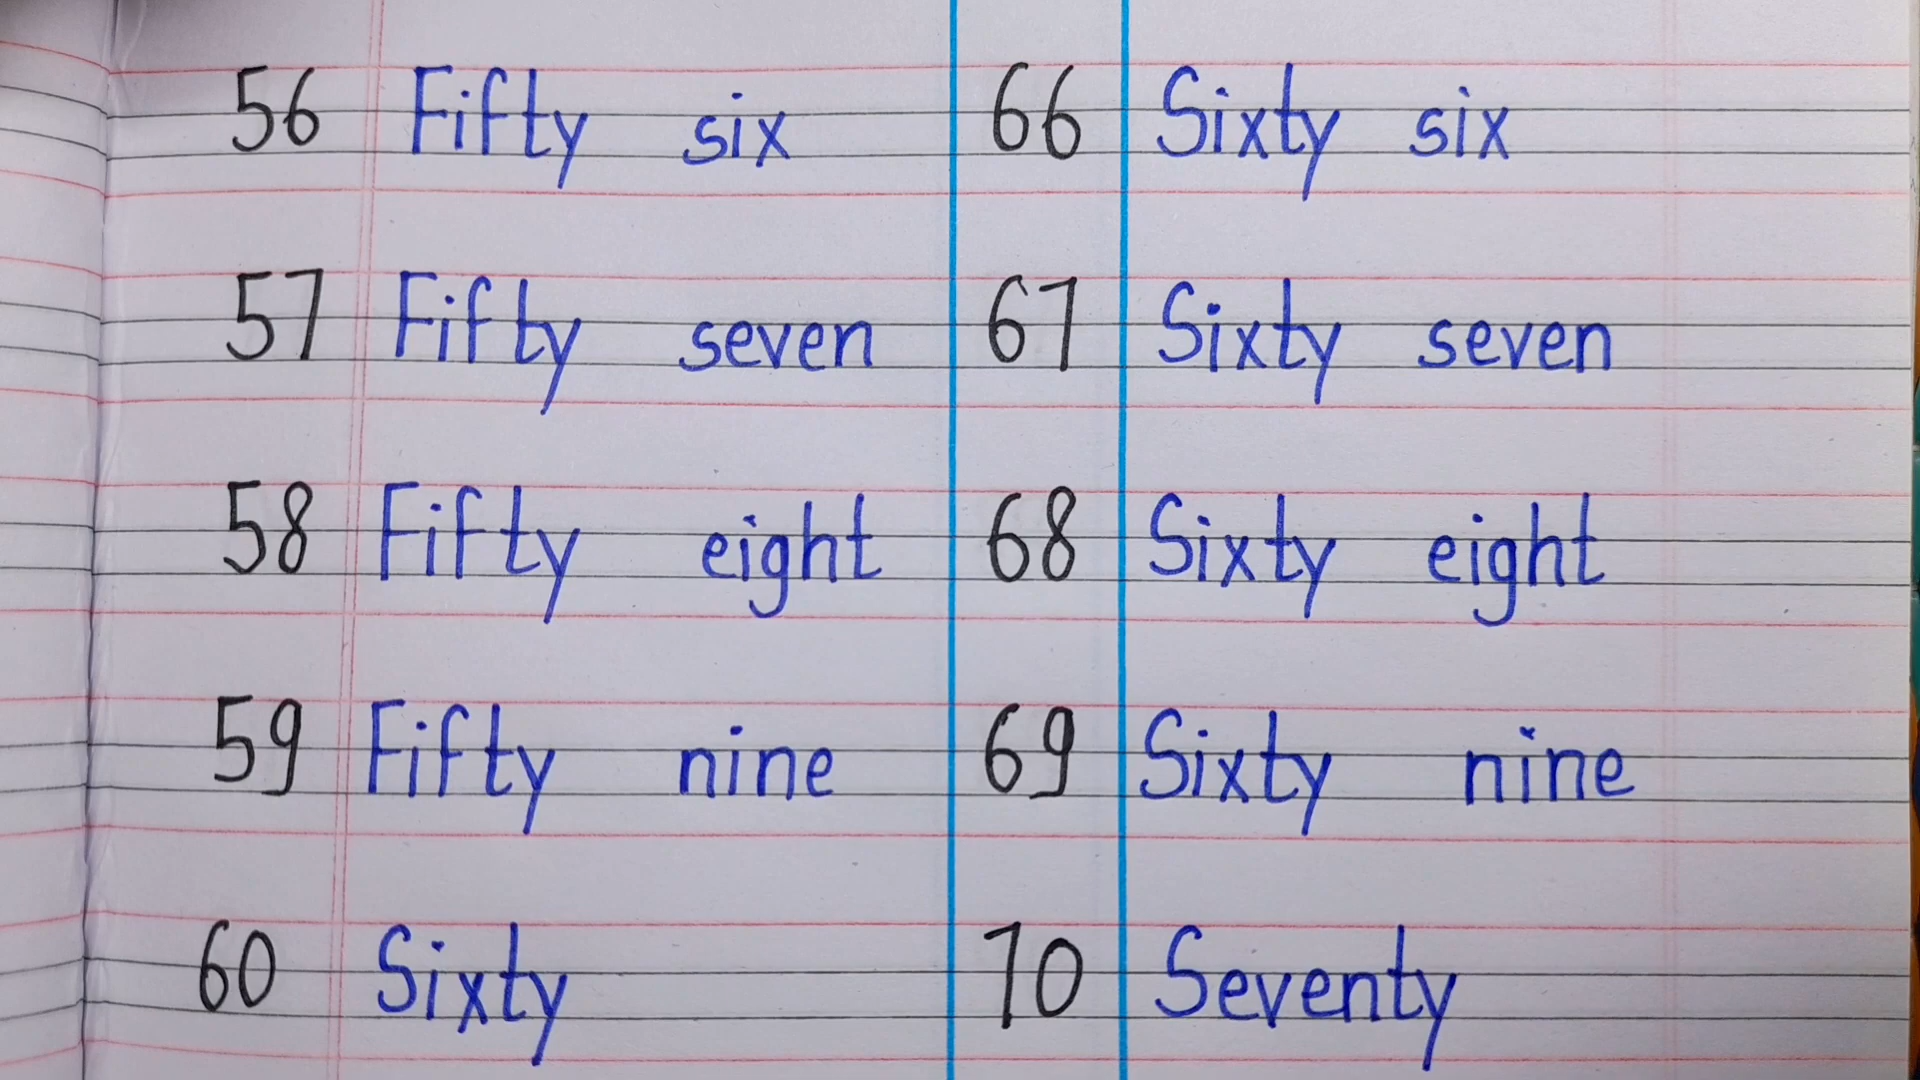 56 Fifty six 66 Sixty six
57 Fifty seven 67 Sixty seven
58 Fifty eight 68 Sixty eight
59 Fifty nine 69 Sixty nine
60 Sixty 70 Seventy